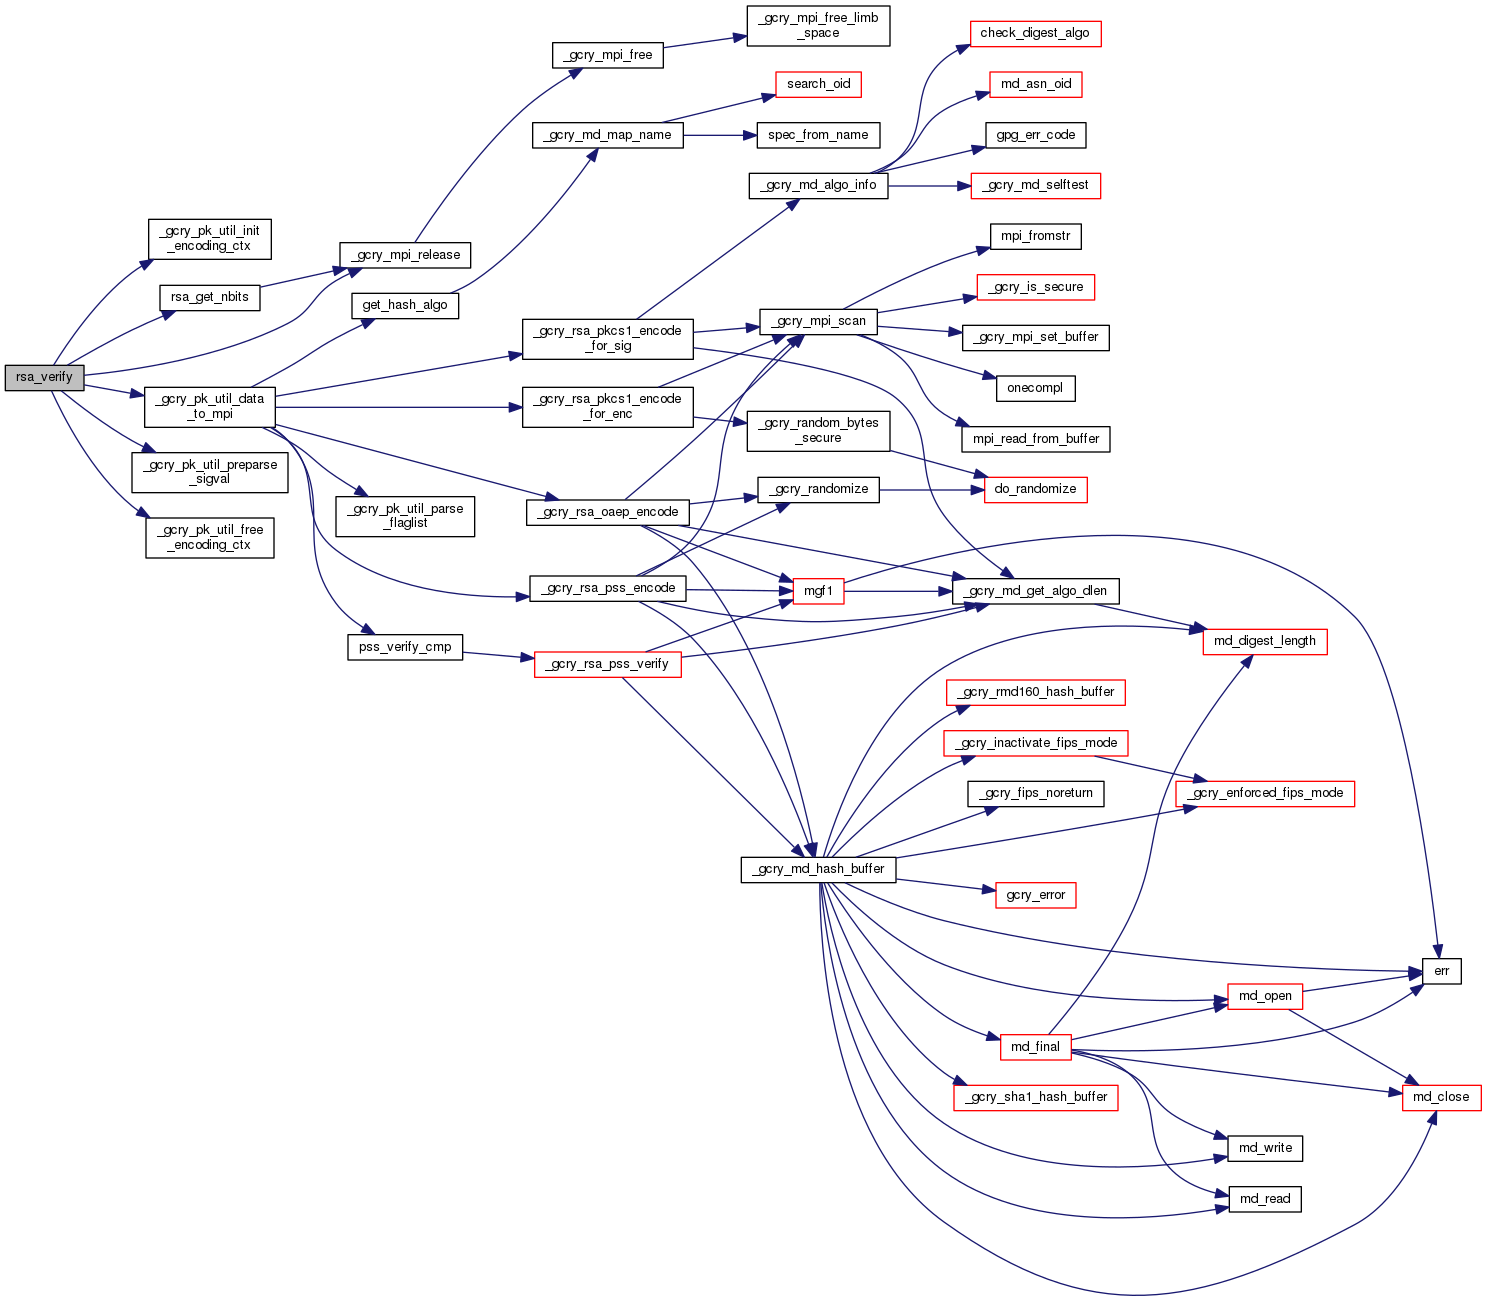 rsa_verify
_gcry_pk_util_init
_encoding_ctx
rsa_get_nbits
_gcry_pk_util_data
_to_mpi
_gcry_pk_util_preparse
_sigval
_gcry_pk_util_free
_encoding_ctx
_gcry_mpi_release
get_hash_algo
_gcry_pk_util_parse
_flaglist
pss_verify_cmp
_gcry_mpi_free
_gcry_md_map_name
_gcry_rsa_pkcs1_encode
_for_sig
_gcry_rsa_pkcs1_encode
_for_enc
_gcry_rsa_oaep_encode
_gcry_rsa_pss_encode
_gcry_rsa_pss_verify
_gcry_mpi_free_limb
_space
search_oid
spec_from_name
_gcry_md_algo_info
_gcry_mpi_scan
_gcry_random_bytes
_secure
_gcry_randomize
mgf1
_gcry_md_hash_buffer
check_digest_algo
md_asn_oid
gpg_err_code
_gcry_md_selftest
mpi_fromstr
_gcry_is_secure
_gcry_mpi_set_buffer
onecompl
mpi_read_from_buffer
do_randomize
_gcry_md_get_algo_dlen
_gcry_rmd160_hash_buffer
_gcry_inactivate_fips_mode
_gcry_fips_noreturn
gcry_error
md_final
_gcry_sha1_hash_buffer
md_digest_length
_gcry_enforced_fips_mode
md_open
md_write
md_read
err
md_close